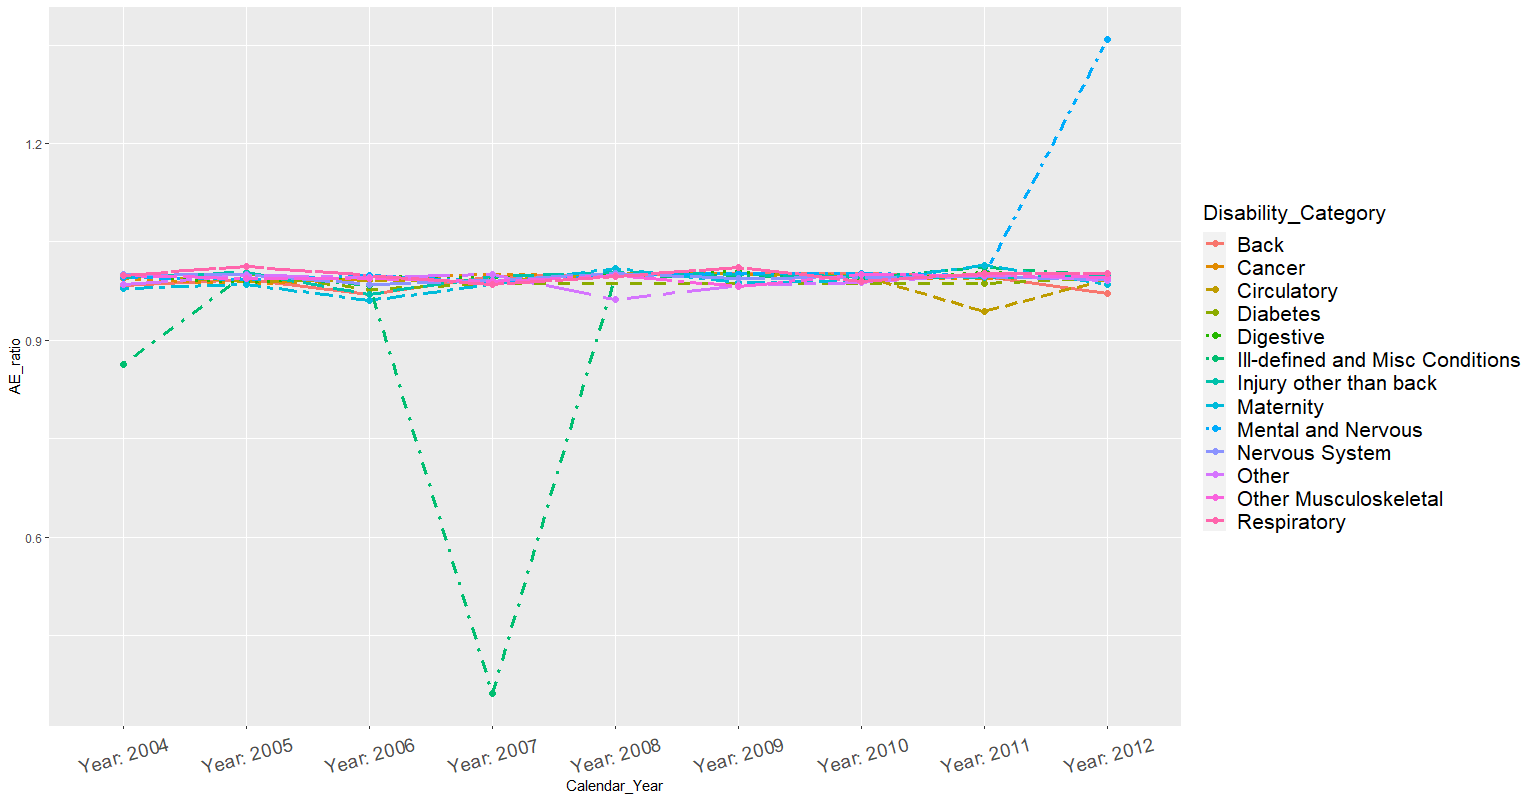 AE_ratio
1.2
0.9
0.6
Year: 2004
Year: 2005
Year: 2006
Year: 2007
Year: 2008
Year: 2009
Year: 2010
Year: 2011
Year: 2012
Calendar_Year
Disability_Category
Back
Cancer
Circulatory
Diabetes
Digestive
Ill-defined and Misc Conditions
Injury other than back
Maternity
Mental and Nervous
Nervous System
Other
Other Musculoskeletal
Respiratory